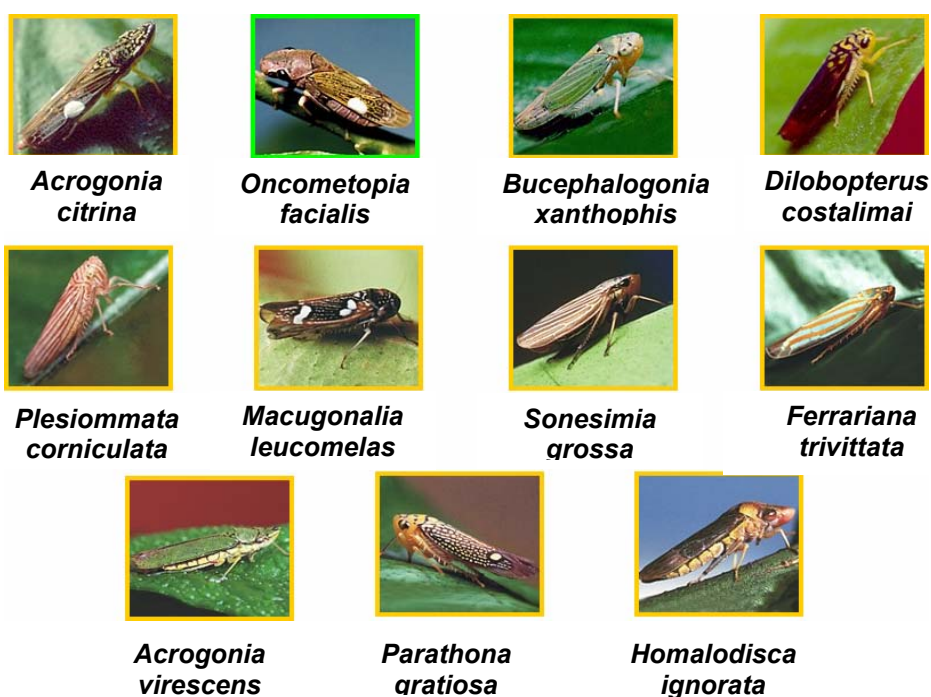 Acrogonia
citrina
Oncometopia
facialis
Bucephalogonia
xanthophis
Dilobopterus
costalimai
Plesiommata
corniculata
Macugonalia
leucomelas
Sonesimia
grossa
Ferrariana
trivittata
Acrogonia
virescens
Parathona
gratiosa
Homalodisca
ignorata